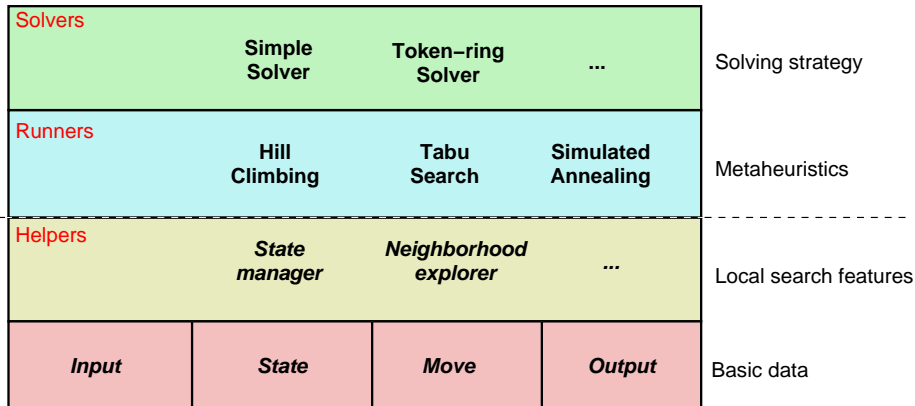 Solvers
Simple
Solver
Token−ring
Solver
...
Solving strategy
Runners
Hill
Climbing
Tabu
Search
Simulated
Annealing
Metaheuristics
Helpers
State
manager
Neighborhood
explorer
...
Local search features
Input
State
Move
Output
Basic data